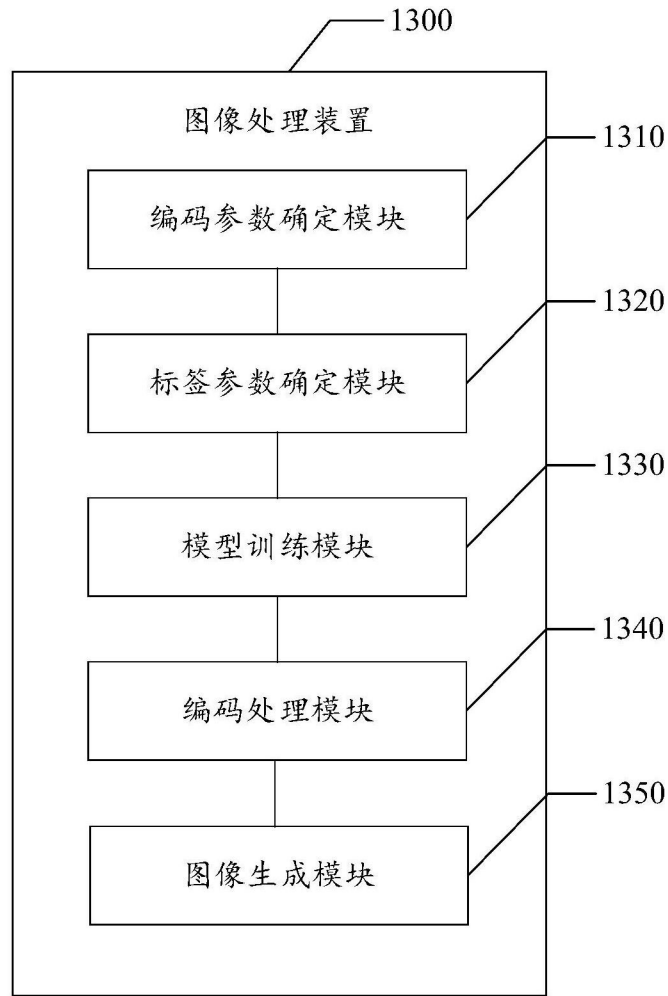 1300
图像处理装置
1310
编码参数确定模块
1320
标签参数确定模块
1330
模型训练模块
1340
编码处理模块
1350
图像生成模块